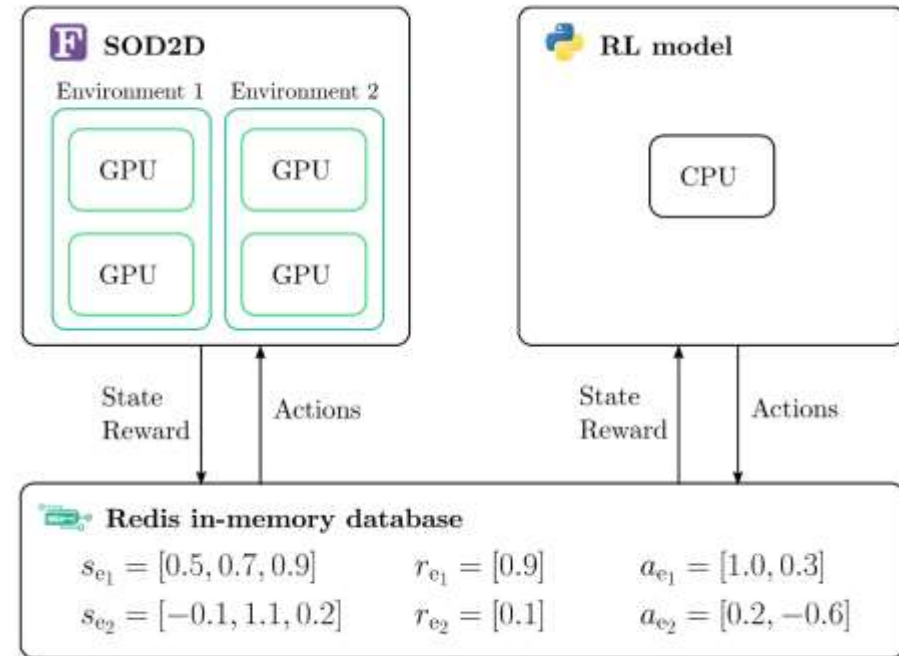 F SOD2D
Environment 1 Environment 2
GPU GPU
GPU GPU
RL model
CPU
State
Reward
Actions
State
Reward
Actions
Redis in-memory database
s_{e_1} = [0.5, 0.7, 0.9] r_{e_1} = [0.9] a_{e_1} = [1.0, 0.3]
s_{e_2} = [−0.1, 1.1, 0.2] r_{e_2} = [0.1] a_{e_2} = [0.2, −0.6]